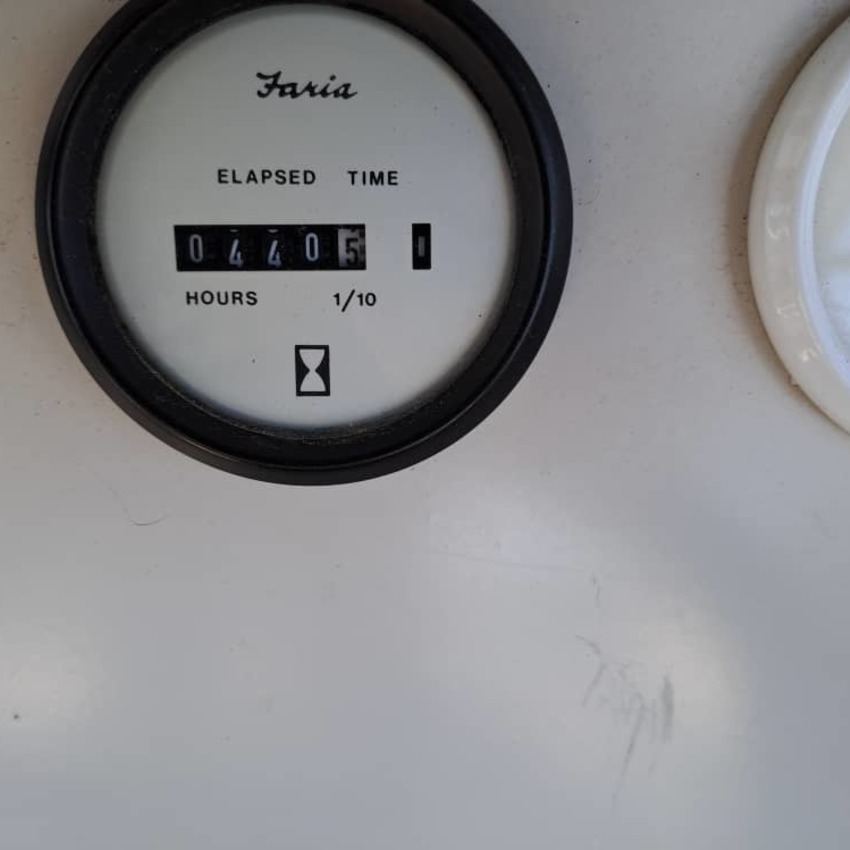 Faria
ELAPSED TIME
04405
HOURS 1/10